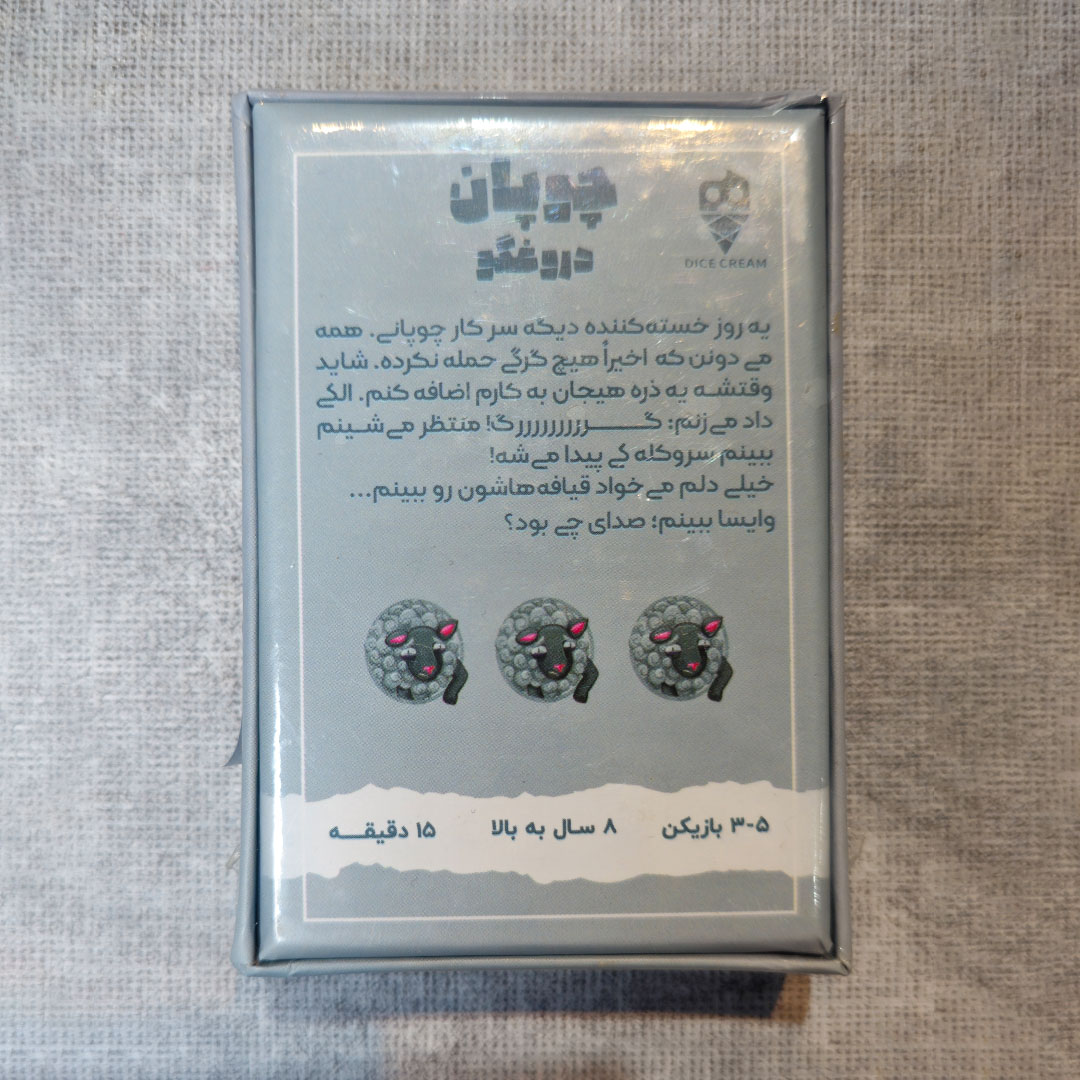 چوپان
دروغگو
DICE CREAM
یه روز خسته‌کننده دیگه سر کار چوپانی. همه
می دونن که اخیراً هیچ گرگی حمله نکرده. شاید
وقتشه یه ذره هیجان به کارم اضافه کنم. الکی
داد می‌زنم: گـــــررررررررگ! منتظر می‌شینم
ببینم سروکله کی پیدا می‌شه!
خیلی دلم می‌خواد قیافه‌هاشون رو ببینم...
وایسا ببینم؛ صدای چی بود؟
۳-۵ بازیکن
۸ سال به بالا
۱۵ دقیقـــه